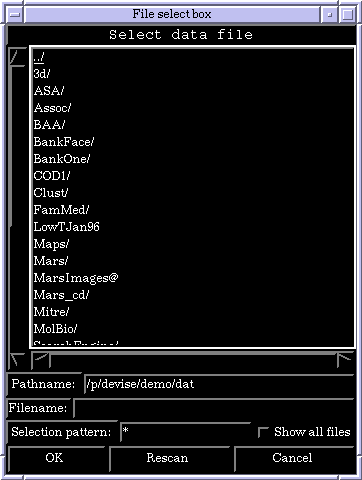 File select box
Select data file
../
3d/
ASA/
Assoc/
BAA/
BankFace/
BankOne/
COD1/
Clust/
FamMed/
LowTJan96
Maps/
Mars/
MarsImages@
Mars_cd/
Mitre/
MolBio/
SearchEngine/
Pathname: /p/devise/demo/dat
Filename:
Selection pattern: * Show all files
OK Rescan Cancel